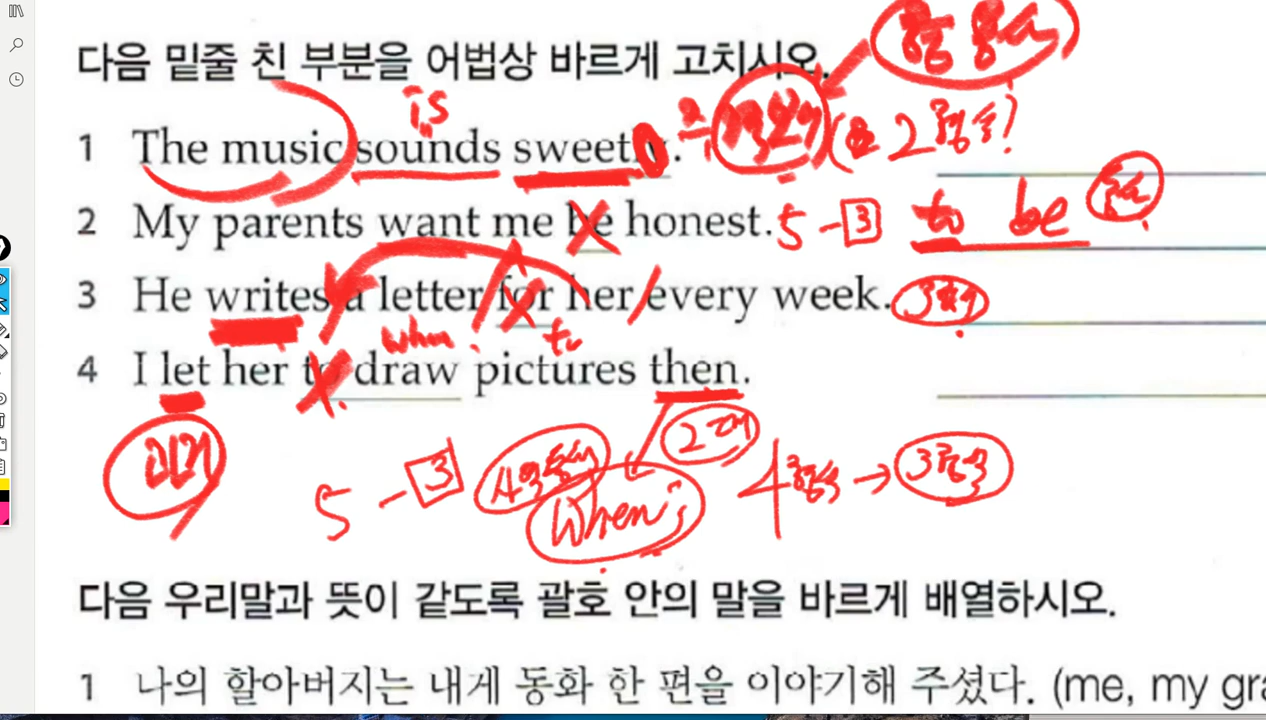 다음 밑줄 친 부분을 어법상 바르게 고치시오.
is
1 The music sounds sweetly. (2형식)
2 My parents want me be honest. 5-3 to be
3 He writes a letter for her every week.
when to
4 I let her to draw pictures then.
5-3 when; 4형식 → 3형식
다음 우리말과 뜻이 같도록 괄호 안의 말을 바르게 배열하시오.
1 나의 할아버지는 내게 동화 한 편을 이야기해 주셨다. (me, my gra